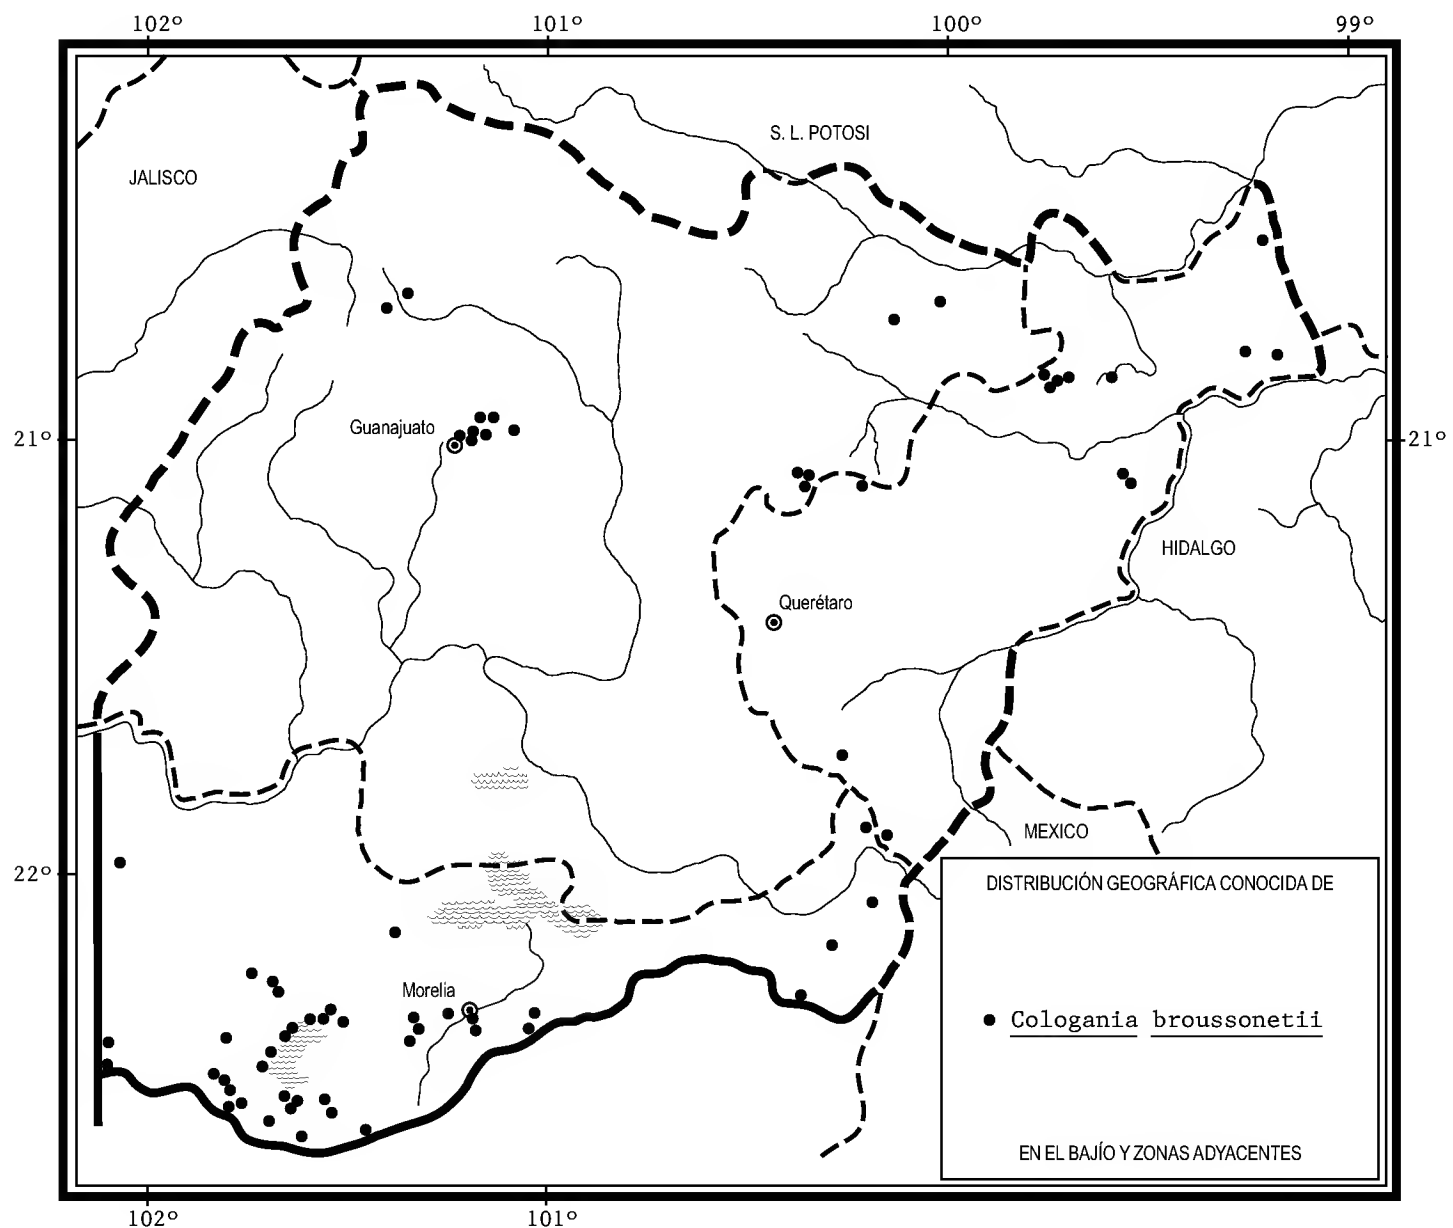 102° 101° 100° 99°
S. L. POTOSI
JALISCO
Guanajuato
21° 21°
HIDALGO
Querétaro
MEXICO
22°
DISTRIBUCIÓN GEOGRÁFICA CONOCIDA DE
Morelia
Cologania broussonetii
EN EL BAJÍO Y ZONAS ADYACENTES
102° 101°